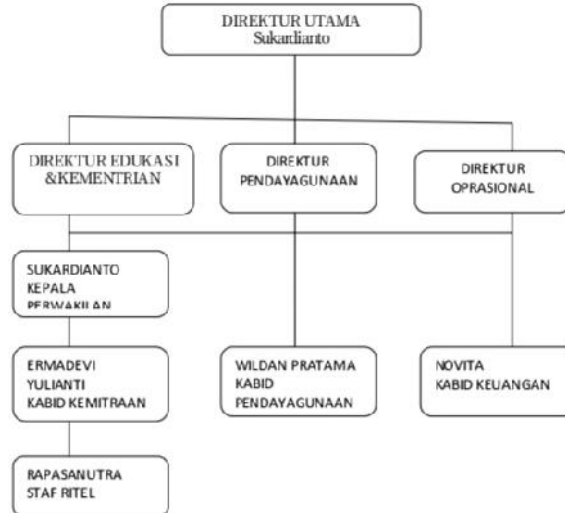 DIREKTUR UTAMA
Sukardianto
DIREKTUR EDUKASI
&KEMENTRIAN
DIREKTUR
PENDAYAGUNAAN
DIREKTUR
OPRASIONAL
SUKARDIANTO
KEPALA
PERWAKILAN
ERMADEVI
YULIANTI
KABID KEMITRAAN
WILDAN PRATAMA
KABID
PENDAYAGUNAAN
NOVITA
KABID KEUANGAN
RAPASANUTRA
STAF RITEL